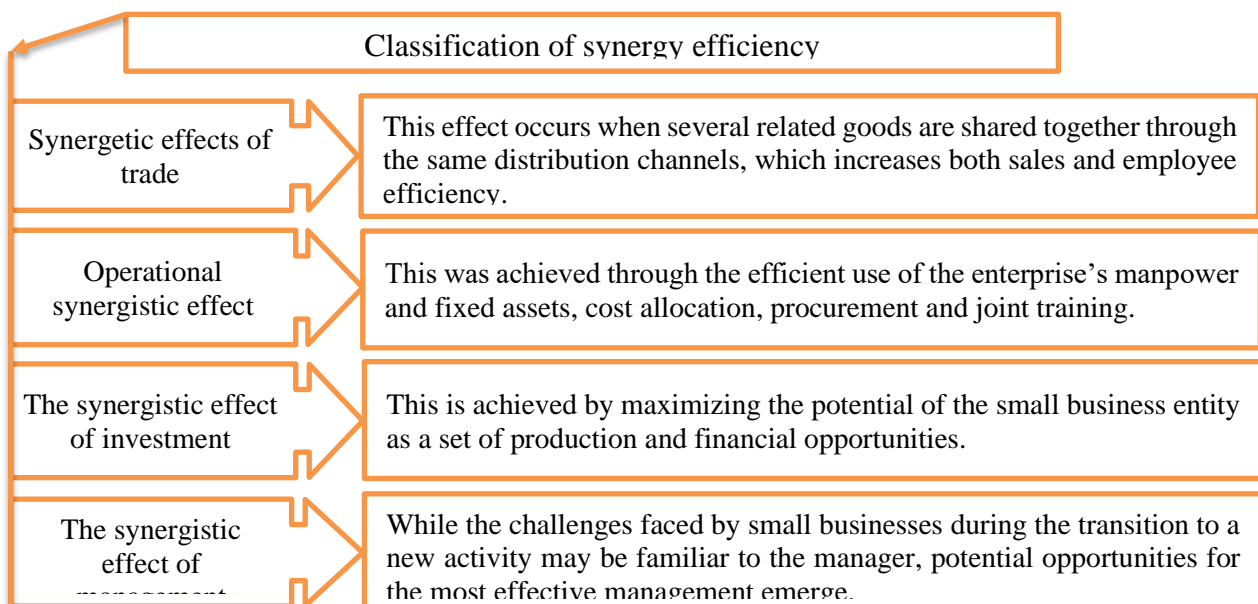 Classification of synergy efficiency
Synergetic effects of
trade
This effect occurs when several related goods are shared together through
the same distribution channels, which increases both sales and employee
efficiency.
Operational
synergistic effect
This was achieved through the efficient use of the enterprise’s manpower
and fixed assets, cost allocation, procurement and joint training.
The synergistic effect
of investment
This is achieved by maximizing the potential of the small business entity
as a set of production and financial opportunities.
The synergistic
effect of
management
While the challenges faced by small businesses during the transition to
a new activity may be familiar to the manager, potential opportunities for
the most effective management emerge.